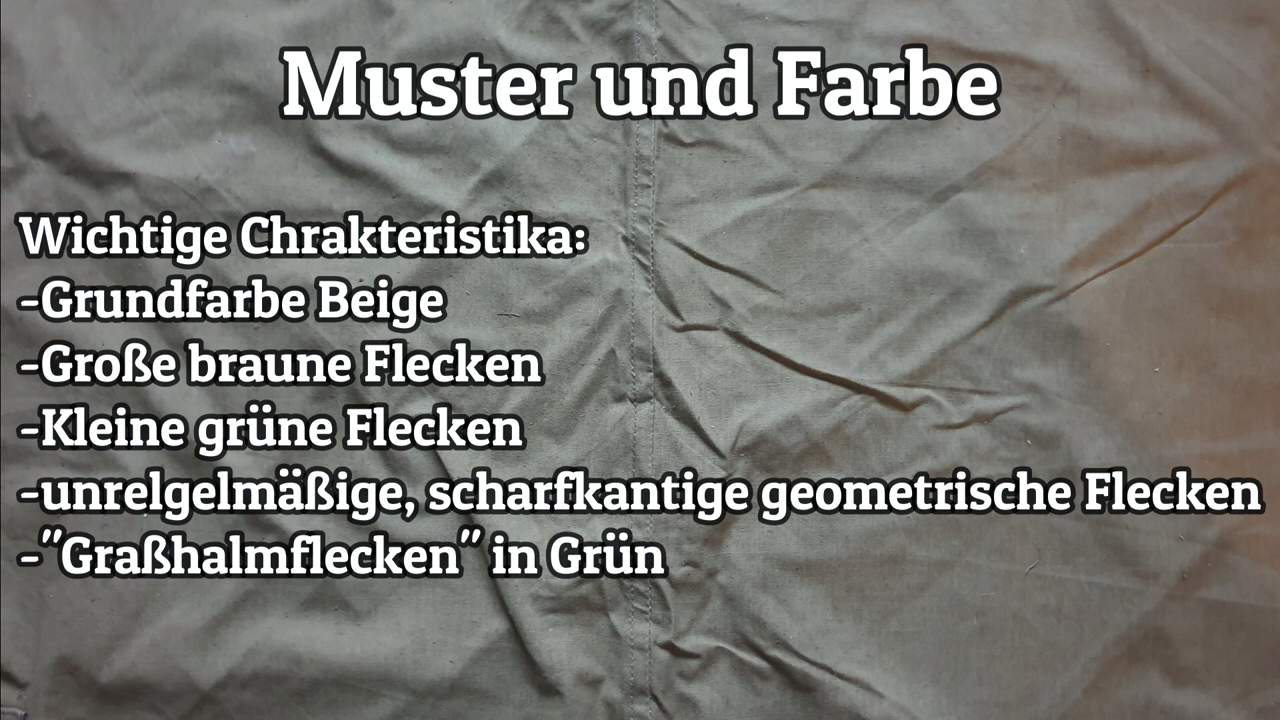 Muster und Farbe
Wichtige Chrakteristika:
-Grundfarbe Beige
-Große braune Flecken
-Kleine grüne Flecken
-unrelgelmäßige, scharfkantige geometrische Flecken
-"Graßhalmflecken" in Grün